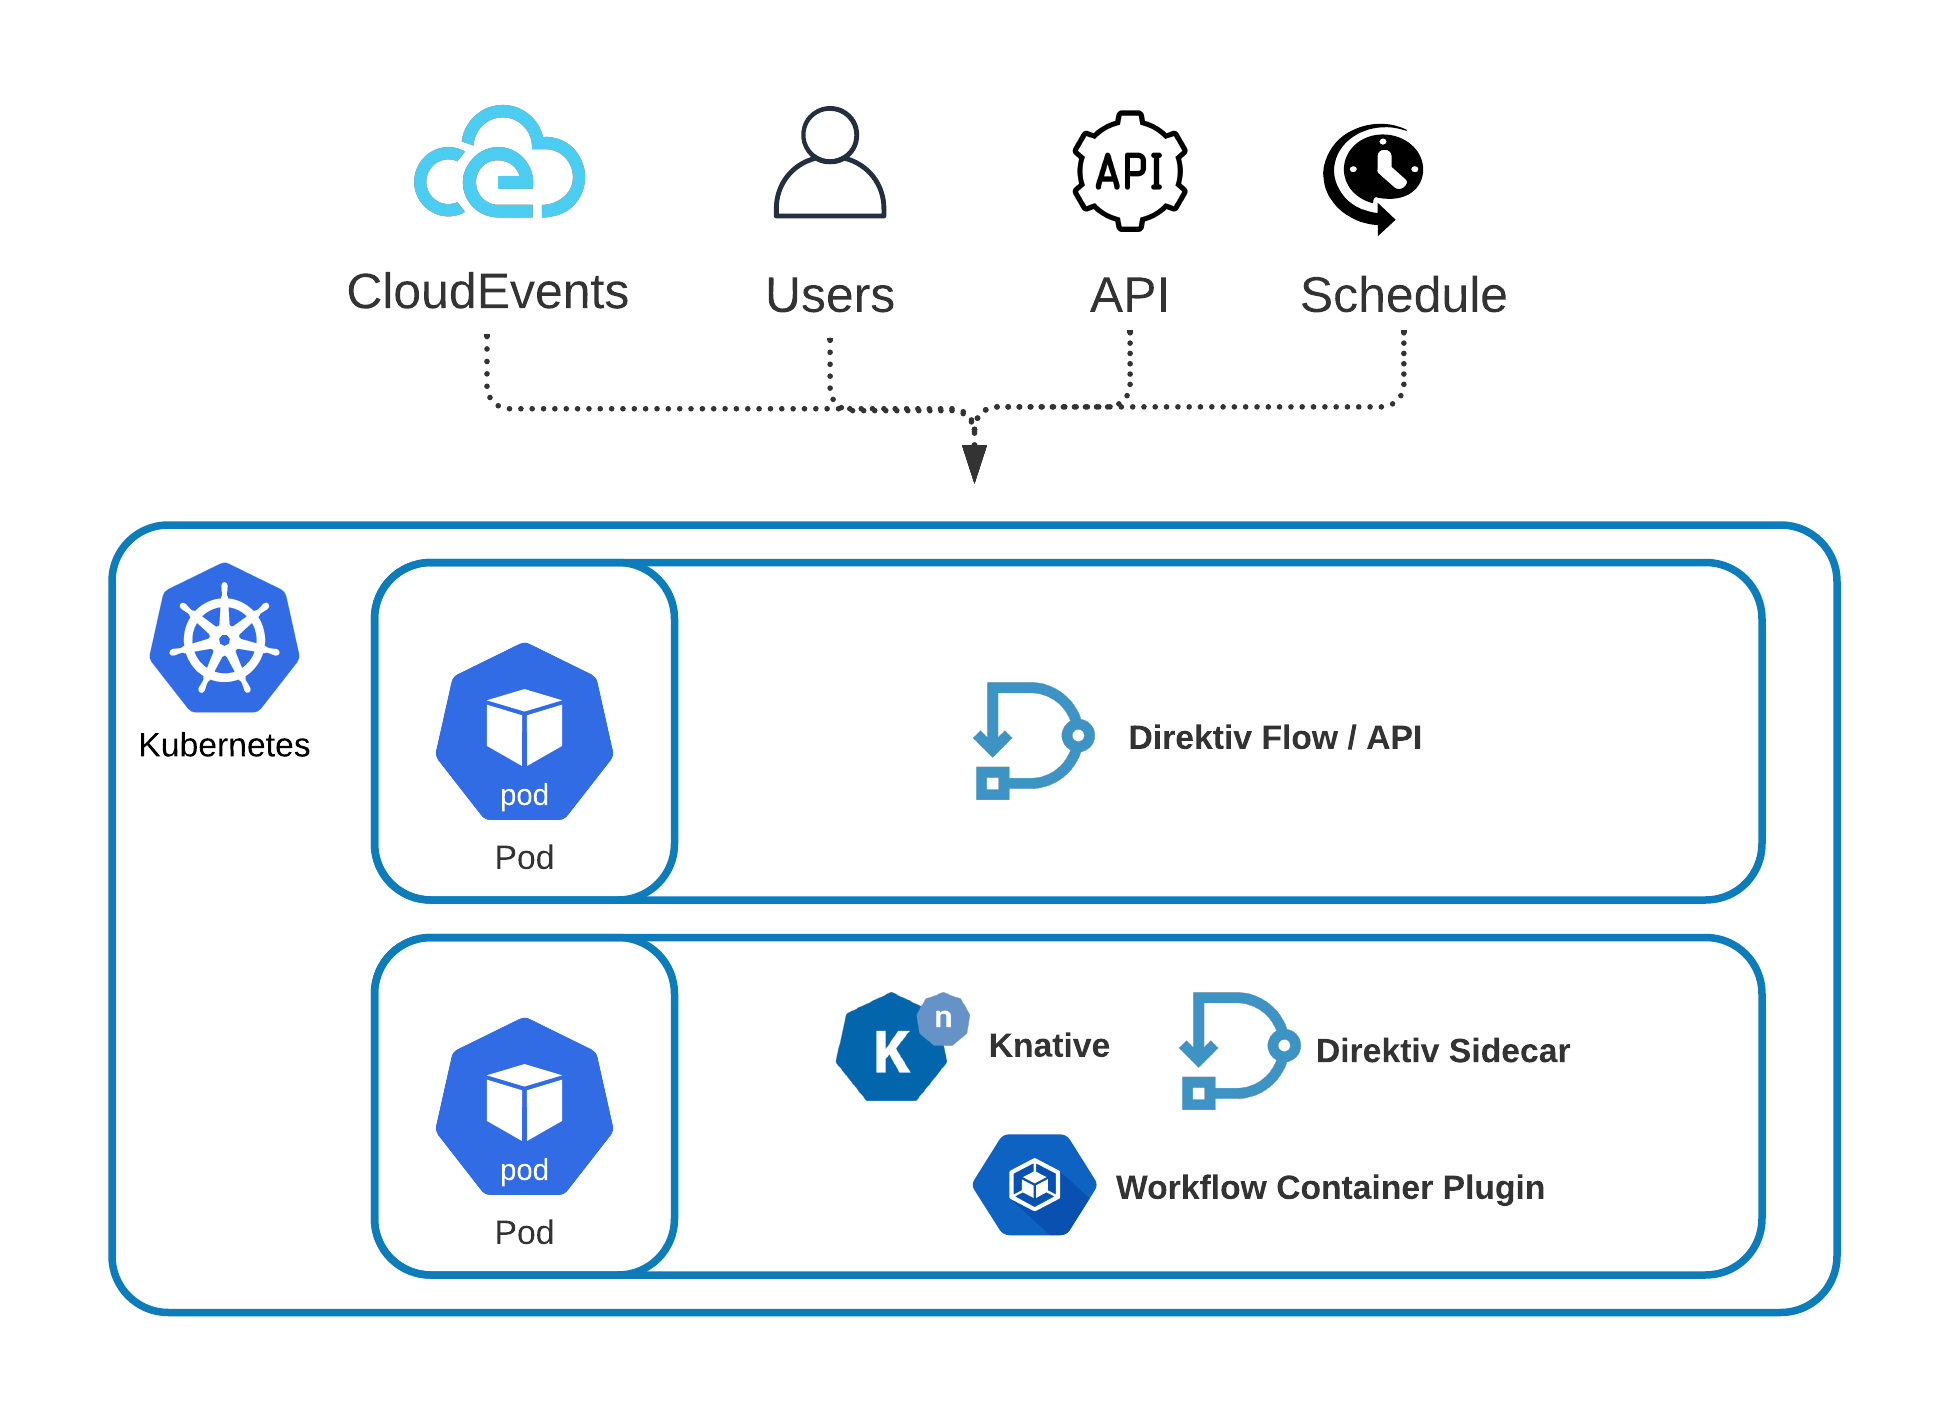 API
CloudEvents
Users
API
Schedule
Kubernetes
pod
Pod
Direktiv Flow / API
pod
Pod
K
n
Knative
Direktiv Sidecar
Workflow Container Plugin